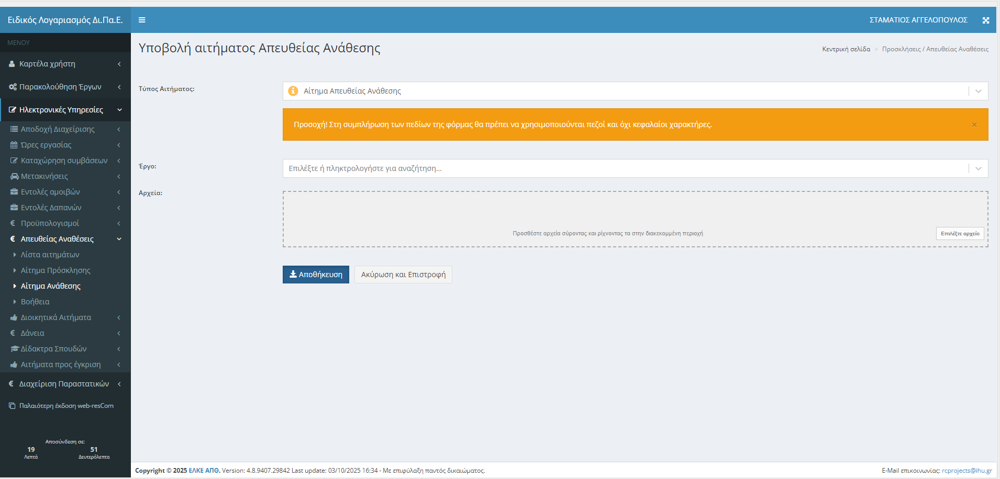 Ειδικός Λογαριασμός Δι.Πα.Ε.
ΣΤΑΜΑΤΙΟΣ ΑΓΓΕΛΟΠΟΥΛΟΣ
ΜΕΝΟΥ
Καρτέλα χρήστη
Παρακολούθηση Έργων
Ηλεκτρονικές Υπηρεσίες
Αποδοχή Διαχείρισης
Ώρες εργασίας
Καταχώρηση συμβάσεων
Μετακινήσεις
Εντολές αμοιβών
Εντολές Δαπανών
Προϋπολογισμοί
Απευθείας Αναθέσεις
Λίστα αιτημάτων
Αίτημα Πρόσκλησης
Αίτημα Ανάθεσης
Βοήθεια
Διοικητικά Αιτήματα
Δάνεια
Δίδακτρα Σπουδών
Αιτήματα προς έγκριση
Διαχείριση Παραστατικών
Παλαιότερη έκδοση web-resCom
Αποσύνδεση σε:
19 51
Λεπτά Δευτερόλεπτα
Υποβολή αιτήματος Απευθείας Ανάθεσης
Κεντρική σελίδα > Προσκλήσεις / Απευθείας Αναθέσεις
Τύπος Αιτήματος:
Αίτημα Απευθείας Ανάθεσης
Προσοχή! Στη συμπλήρωση των πεδίων της φόρμας θα πρέπει να χρησιμοποιούνται πεζοί και όχι κεφαλαίοι χαρακτήρες.
×
Έργο:
Επιλέξτε ή πληκτρολογήστε για αναζήτηση...
Αρχεία:
Προσθέστε αρχεία σύροντας και ρίχνοντας τα στην διακεκομμένη περιοχή
Επιλέξτε αρχείο
Αποθήκευση
Ακύρωση και Επιστροφή
Copyright © 2025 ΕΛΚΕ ΑΠΘ. Version: 4.8.9407.29842 Last update: 03/10/2025 16:34 - Με επιφύλαξη παντός δικαιώματος.
E-Mail επικοινωνίας: rcprojects@ihu.gr